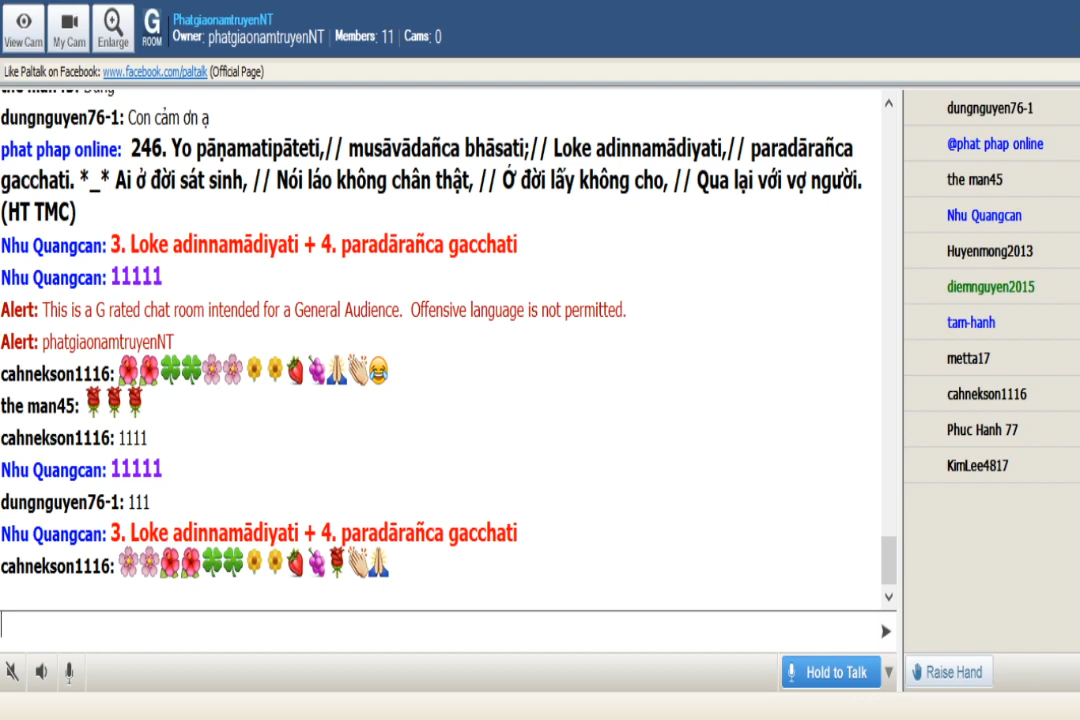 PhatgiaonamtruyenNT
Owner: phatgiaonamtruyenNT | Members: 11 | Cams: 0
View Cam
My Cam
Enlarge
G
ROOM
Like Paltalk on Facebook: www.facebook.com/paltalk (Official Page)
dungnguyen76-1: Con cảm ơn ạ
phat phap online: 246. Yo pāṇamatipāteti,// musāvādañca bhāsati;// Loke adinnamādiyati,// paradārañca
gacchati. *_* Ai ở đời sát sinh, // Nói láo không chân thật, // Ở đời lấy không cho, // Qua lại với vợ người.
(HT TMC)
Nhu Quangcan: 3. Loke adinnamādiyati + 4. paradārañca gacchati
Nhu Quangcan: 11111
Alert: This is a G rated chat room intended for a General Audience. Offensive language is not permitted.
Alert: phatgiaonamtruyenNT
cahnekson1116:
the man45:
cahnekson1116: 1111
Nhu Quangcan: 11111
dungnguyen76-1: 111
Nhu Quangcan: 3. Loke adinnamādiyati + 4. paradārañca gacchati
cahnekson1116:
Hold to Talk
dungnguyen76-1
@phat phap online
the man45
Nhu Quangcan
Huyenmong2013
diemnguyen2015
tam-hanh
metta17
cahnekson1116
Phuc Hanh 77
KimLee4817
Raise Hand